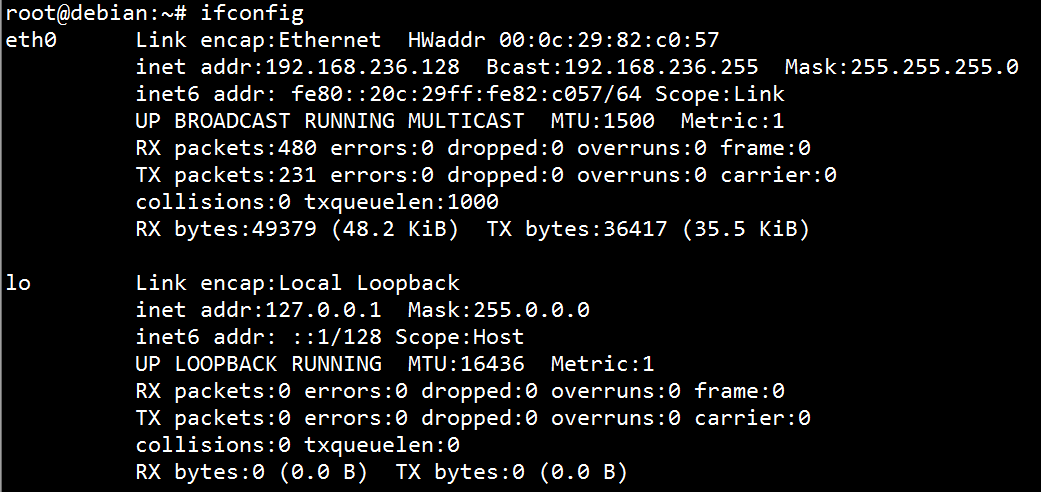 root@debian:~# ifconfig
eth0      Link encap:Ethernet  HWaddr 00:0c:29:82:c0:57
          inet addr:192.168.236.128  Bcast:192.168.236.255  Mask:255.255.255.0
          inet6 addr: fe80::20c:29ff:fe82:c057/64 Scope:Link
          UP BROADCAST RUNNING MULTICAST  MTU:1500  Metric:1
          RX packets:480 errors:0 dropped:0 overruns:0 frame:0
          TX packets:231 errors:0 dropped:0 overruns:0 carrier:0
          collisions:0 txqueuelen:1000
          RX bytes:49379 (48.2 KiB)  TX bytes:36417 (35.5 KiB)

lo        Link encap:Local Loopback
          inet addr:127.0.0.1  Mask:255.0.0.0
          inet6 addr: ::1/128 Scope:Host
          UP LOOPBACK RUNNING  MTU:16436  Metric:1
          RX packets:0 errors:0 dropped:0 overruns:0 frame:0
          TX packets:0 errors:0 dropped:0 overruns:0 carrier:0
          collisions:0 txqueuelen:0
          RX bytes:0 (0.0 B)  TX bytes:0 (0.0 B)